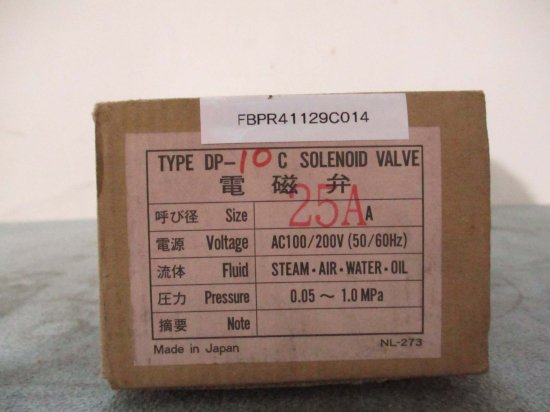 FBPR41129C014
TYPE DP-10 C SOLENOID VALVE
電磁弁
呼び径 Size 25A A
電源 Voltage AC100/200V (50/60Hz)
流体 Fluid STEAM・AIR・WATER・OIL
圧力 Pressure 0.05 ~ 1.0 MPa
摘要 Note
Made in Japan NL-273